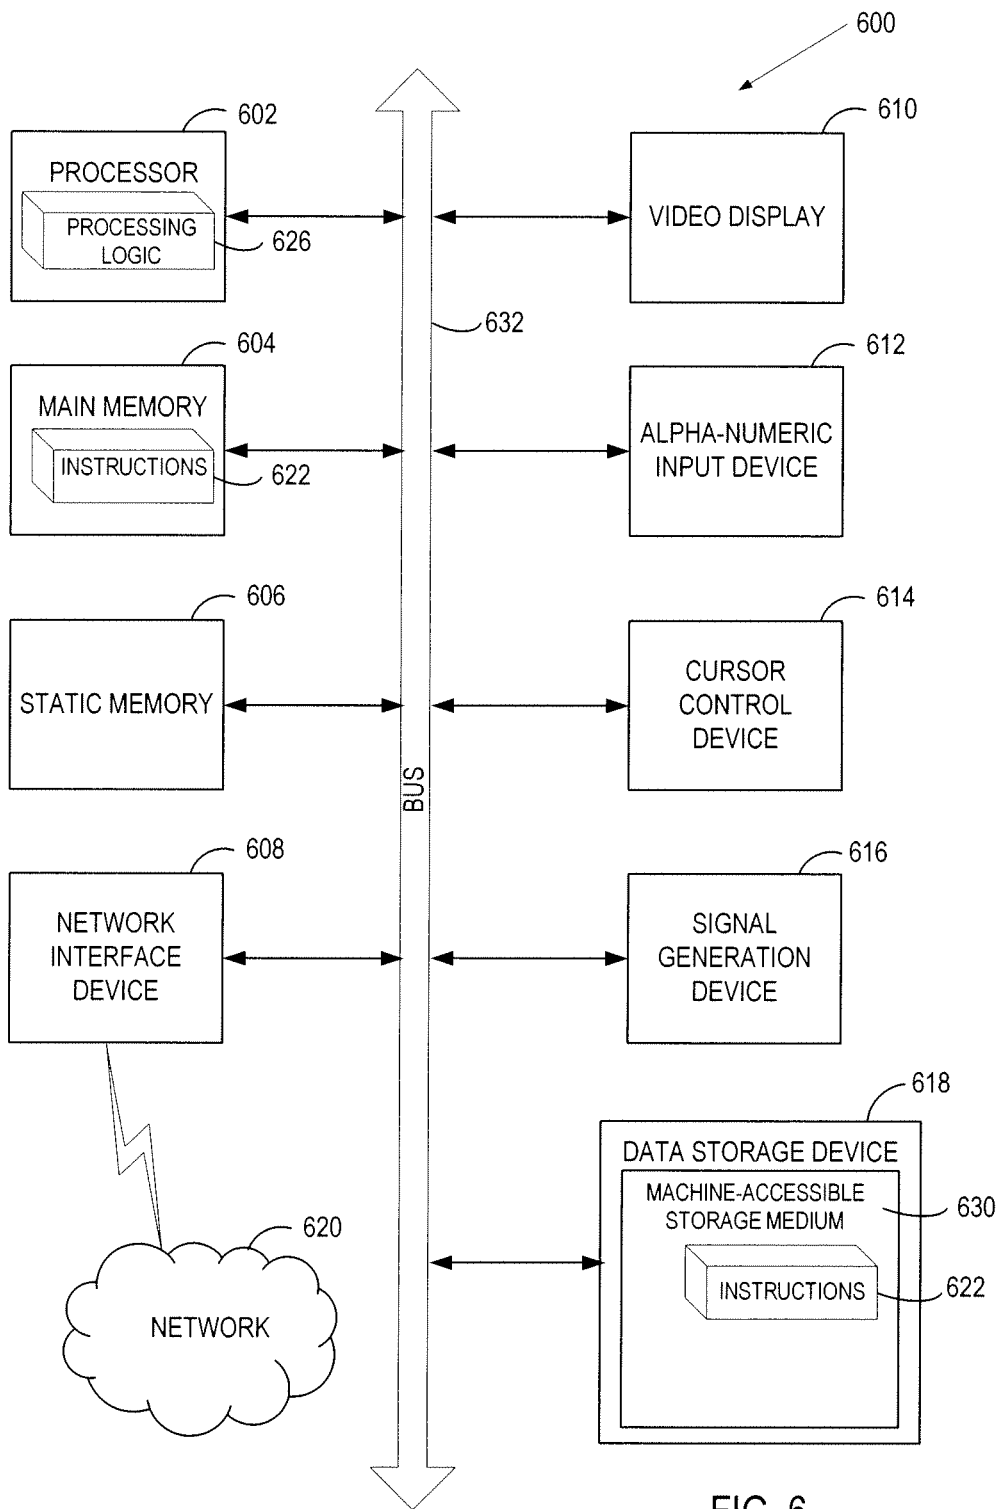 600
602
PROCESSOR
PROCESSING
LOGIC
626
610
VIDEO DISPLAY
632
604
MAIN MEMORY
INSTRUCTIONS
622
612
ALPHA-NUMERIC
INPUT DEVICE
606
STATIC MEMORY
614
CURSOR
CONTROL
DEVICE
BUS
608
NETWORK
INTERFACE
DEVICE
616
SIGNAL
GENERATION
DEVICE
618
DATA STORAGE DEVICE
MACHINE-ACCESSIBLE
STORAGE MEDIUM
630
INSTRUCTIONS
622
620
NETWORK
FIG. 6